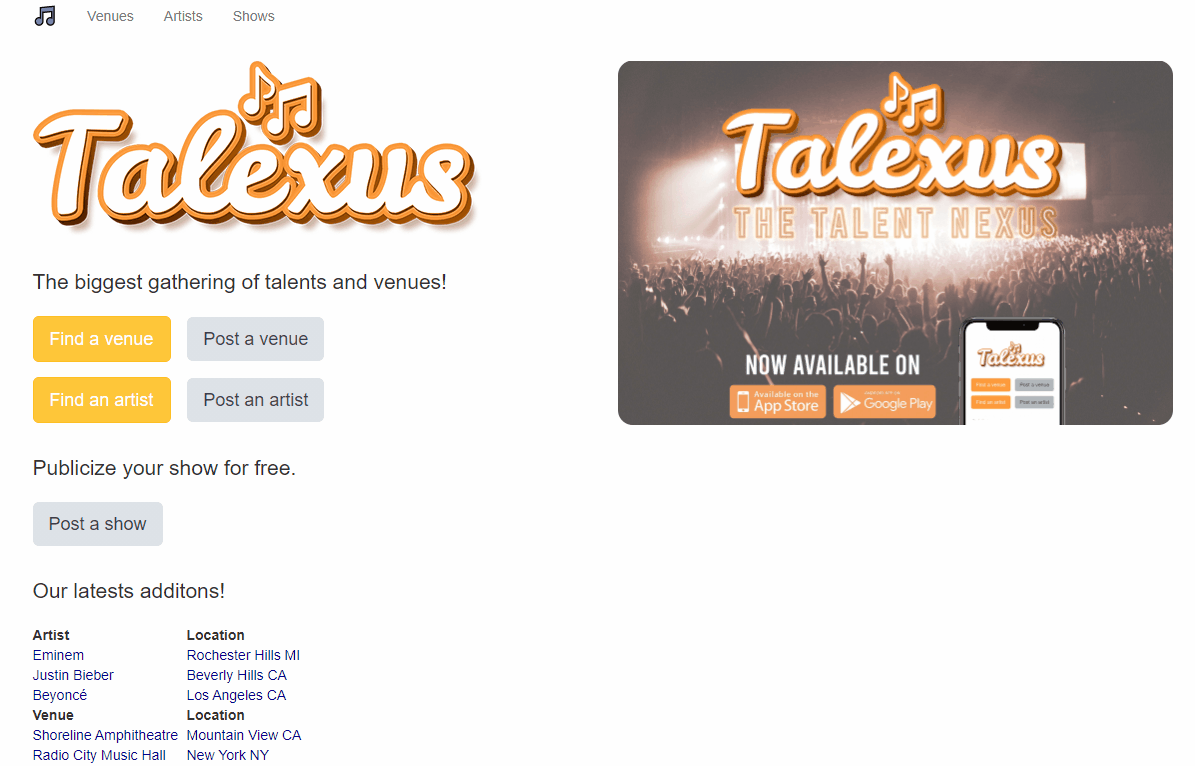 Venues Artists Shows
Talexus
The biggest gathering of talents and venues!
Find a venue Post a venue
Find an artist Post an artist
Publicize your show for free.
Post a show
Our latests additons!
Artist Location
Eminem Rochester Hills MI
Justin Bieber Beverly Hills CA
Beyoncé Los Angeles CA
Venue Location
Shoreline Amphitheatre Mountain View CA
Radio City Music Hall New York NY
Talexus
THE TALENT NEXUS
NOW AVAILABLE ON
Available on the
App Store
Google Play
Talexus
Post a venue Post a venue
Post an artist Post an artist